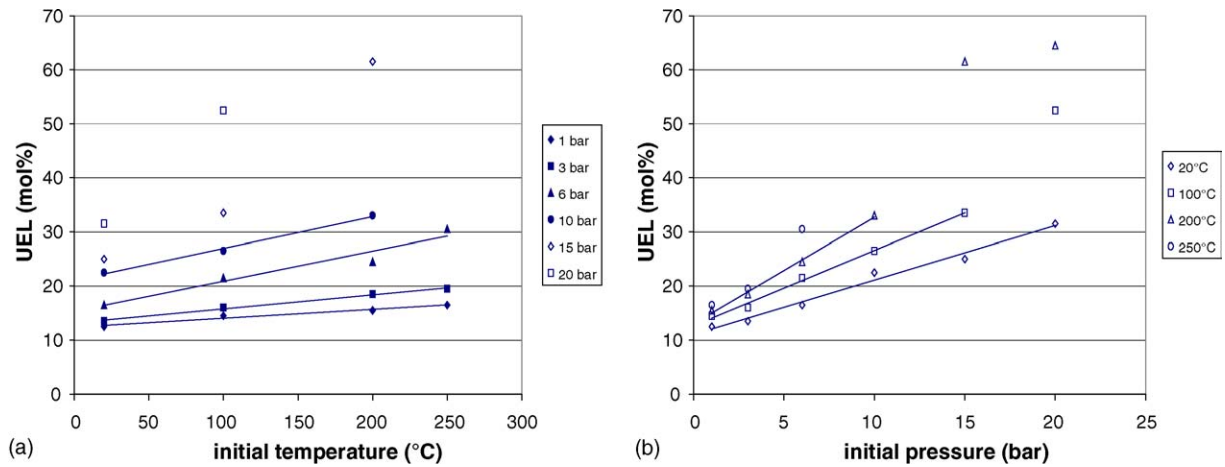 70
60
50
40
30
20
10
0
UEL (mol%)
0 50 100 150 200 250 300
initial temperature (°C)
(a)
1 bar
3 bar
6 bar
10 bar
15 bar
20 bar
70
60
50
40
30
20
10
0
UEL (mol%)
0 5 10 15 20 25
initial pressure (bar)
(b)
20°C
100°C
200°C
250°C